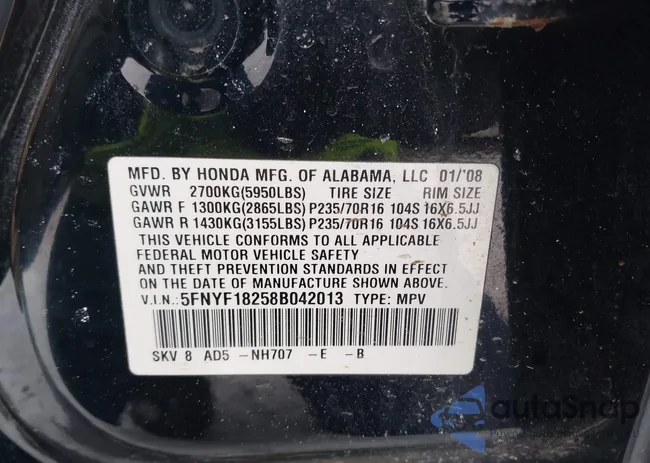 MFD. BY HONDA MFG. OF ALABAMA, LLC 01/'08
GVWR 2700KG(5950LBS) TIRE SIZE RIM SIZE
GAWR F 1300KG(2865LBS) P235/70R16 104S 16X6.5JJ
GAWR R 1430KG(3155LBS) P235/70R16 104S 16X6.5JJ
THIS VEHICLE CONFORMS TO ALL APPLICABLE
FEDERAL MOTOR VEHICLE SAFETY
AND THEFT PREVENTION STANDARDS IN EFFECT
ON THE DATE OF MANUFACTURE SHOWN ABOVE.
V.I.N.: 5FNYF18258B042013 TYPE: MPV
SKV 8 AD5 -NH707 -E -B
autoSnap